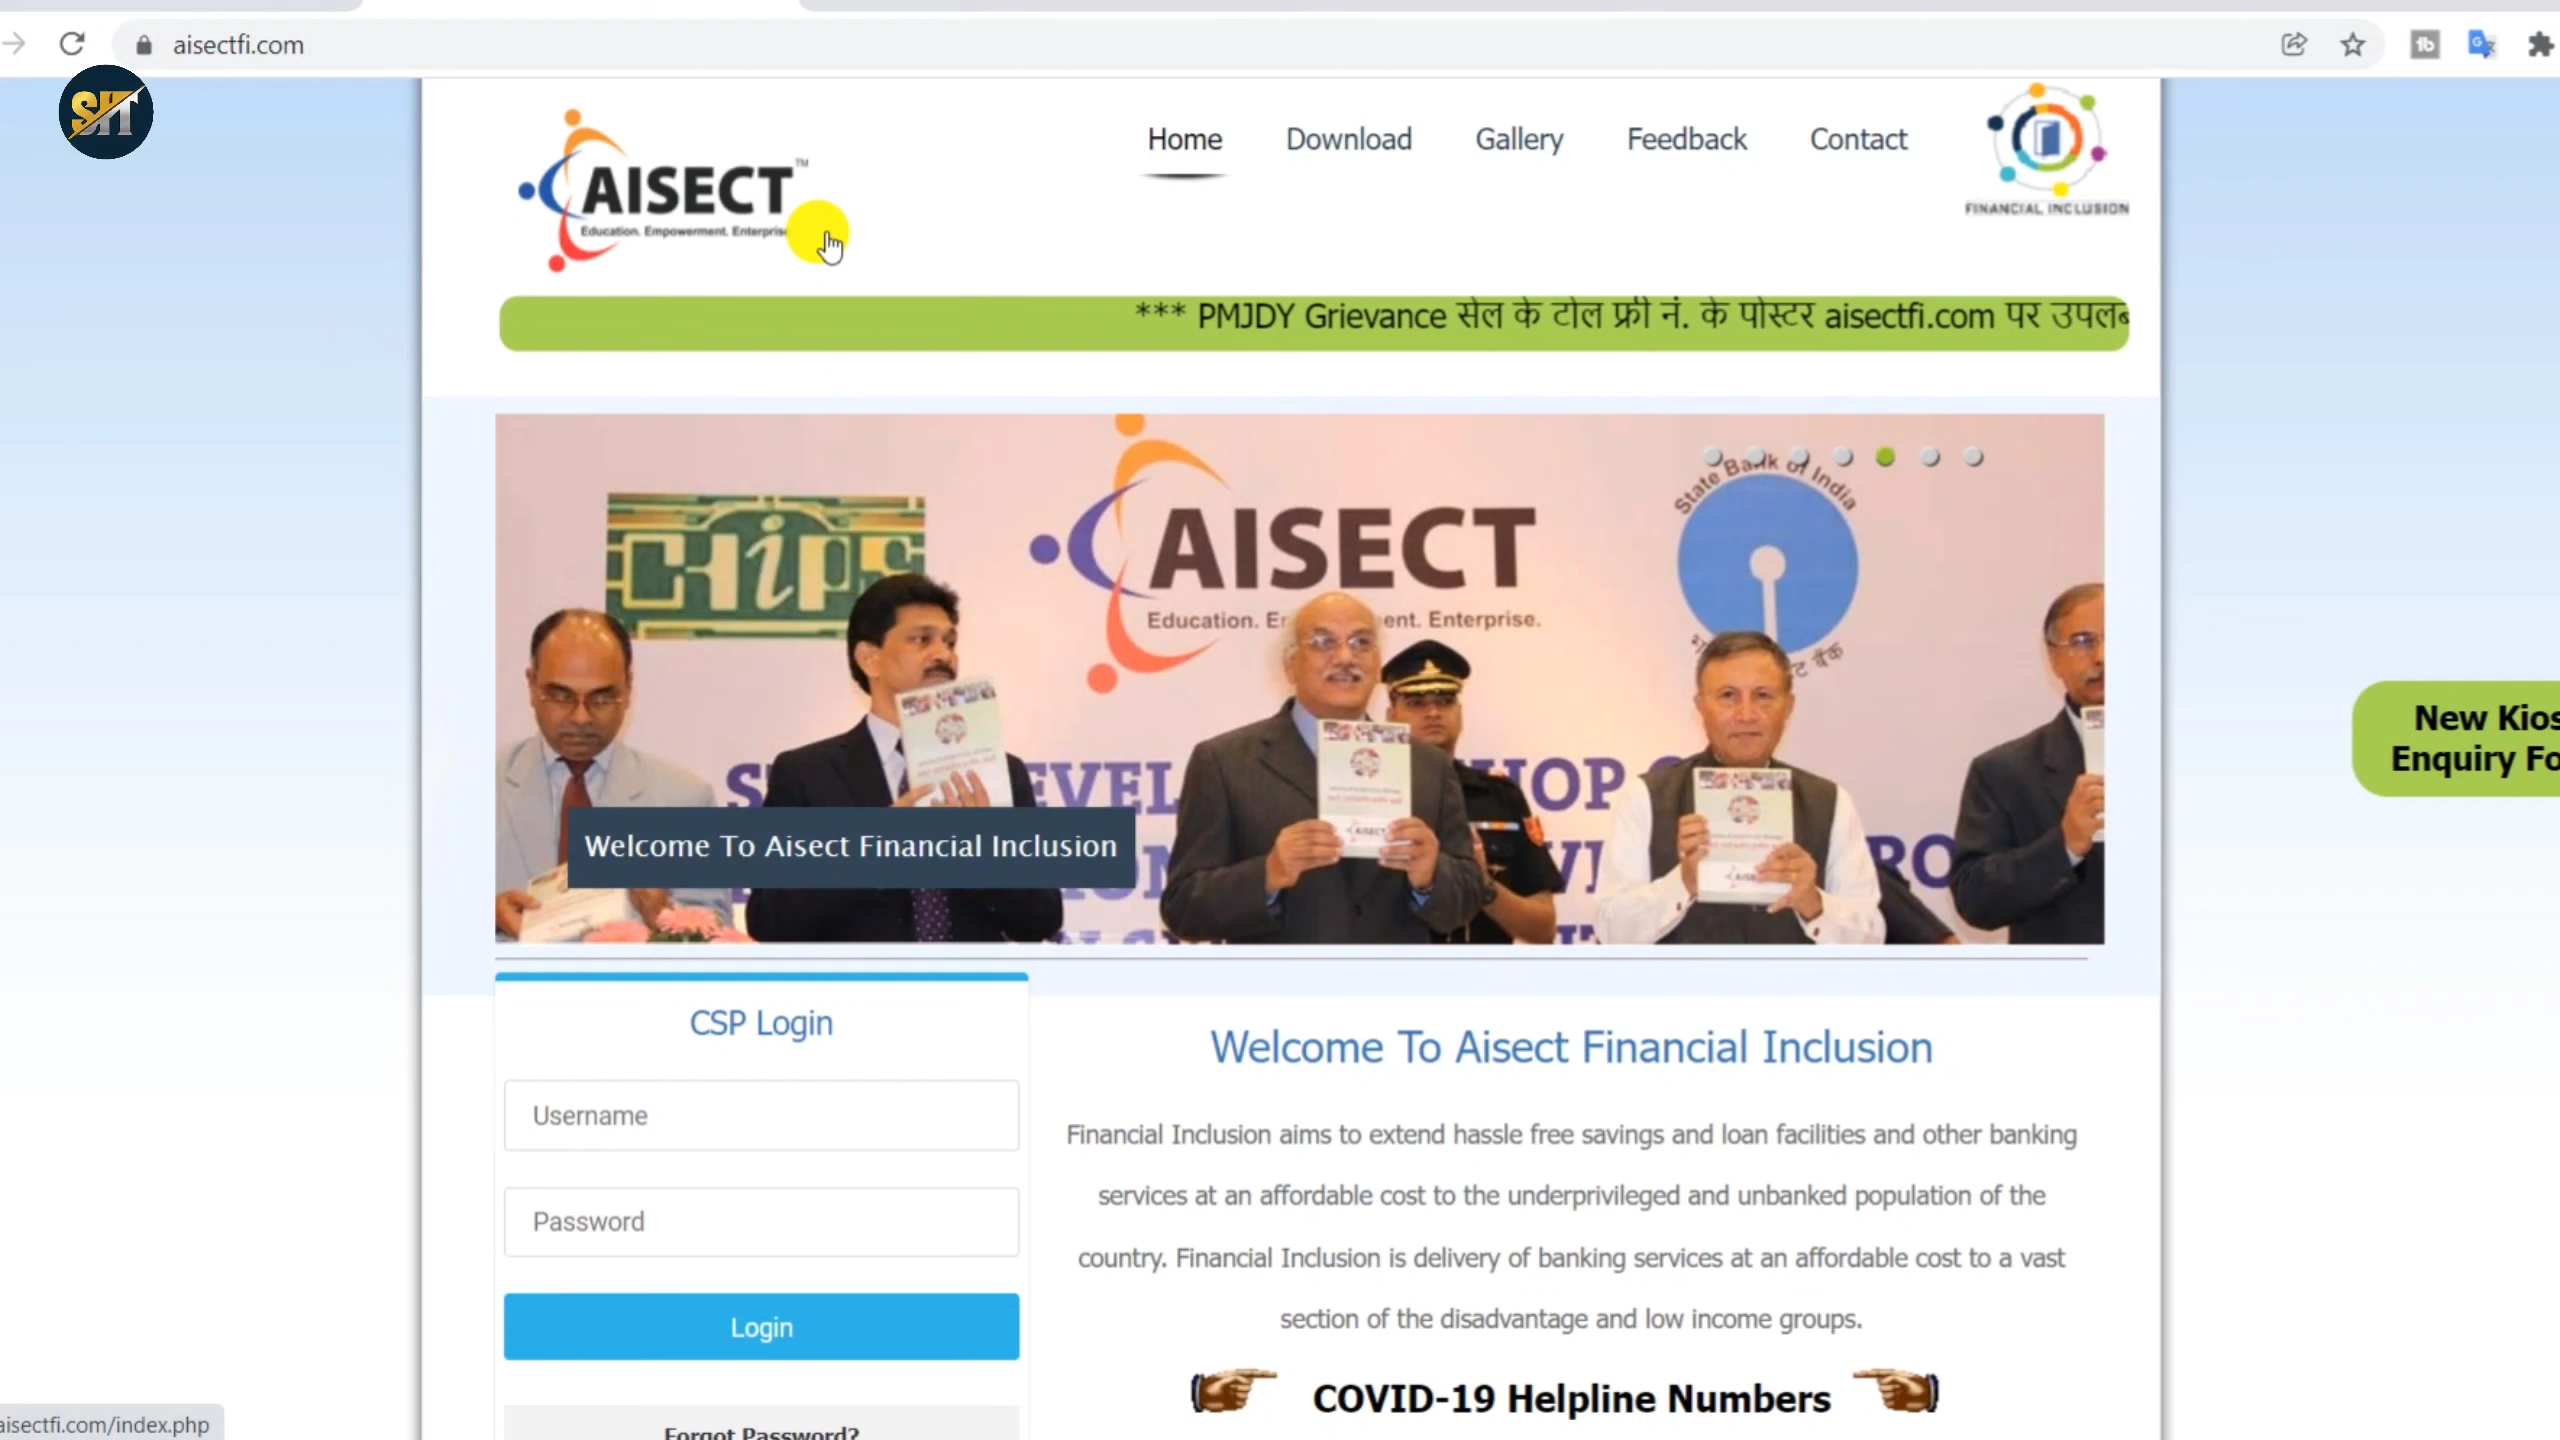 aisectfi.com
SHT
AISECT™
Education. Empowerment. Enterprise
Home Download Gallery Feedback Contact
FINANCIAL INCLUSION
*** PMJDY Grievance सेल के टोल फ्री नं. के पोस्टर aisectfi.com पर
CHiPS
AISECT
Education. ent. Enterprise.
State Bank of India
बैंक
Welcome To Aisect Financial Inclusion
New
Enquiry
CSP Login
Username
Password
Login
Forgot Password?
Welcome To Aisect Financial Inclusion
Financial Inclusion aims to extend hassle free savings and loan facilities and other banking
services at an affordable cost to the underprivileged and unbanked population of the
country. Financial Inclusion is delivery of banking services at an affordable cost to a vast
section of the disadvantage and low income groups.
COVID-19 Helpline Numbers
aisectfi.com/index.php